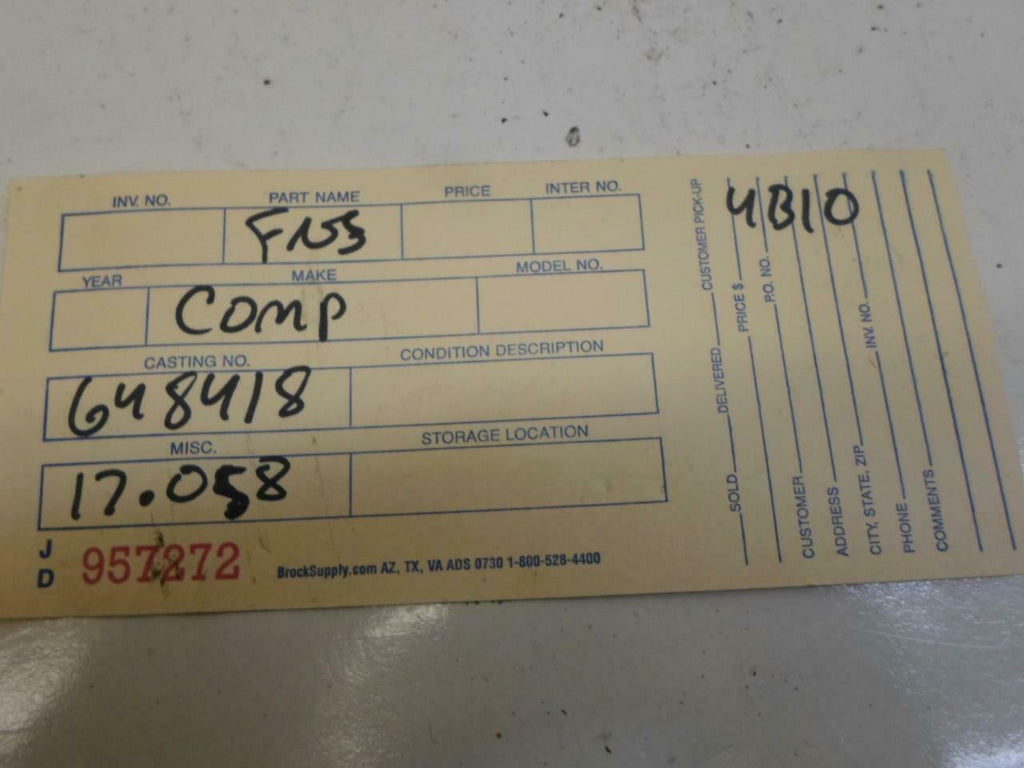 INV. NO. PART NAME PRICE INTER NO.
FNSS
YEAR MAKE MODEL NO.
COMP
CASTING NO. CONDITION DESCRIPTION
648418
MISC. STORAGE LOCATION
17.058
JD 957272 BrockSupply.com AZ, TX, VA ADS 0730 1-800-528-4400
4B10
SOLD DELIVERED CUSTOMER PICK-UP
PRICE $
P.O. NO.
CUSTOMER
ADDRESS
CITY, STATE, ZIP INV. NO.
PHONE
COMMENTS